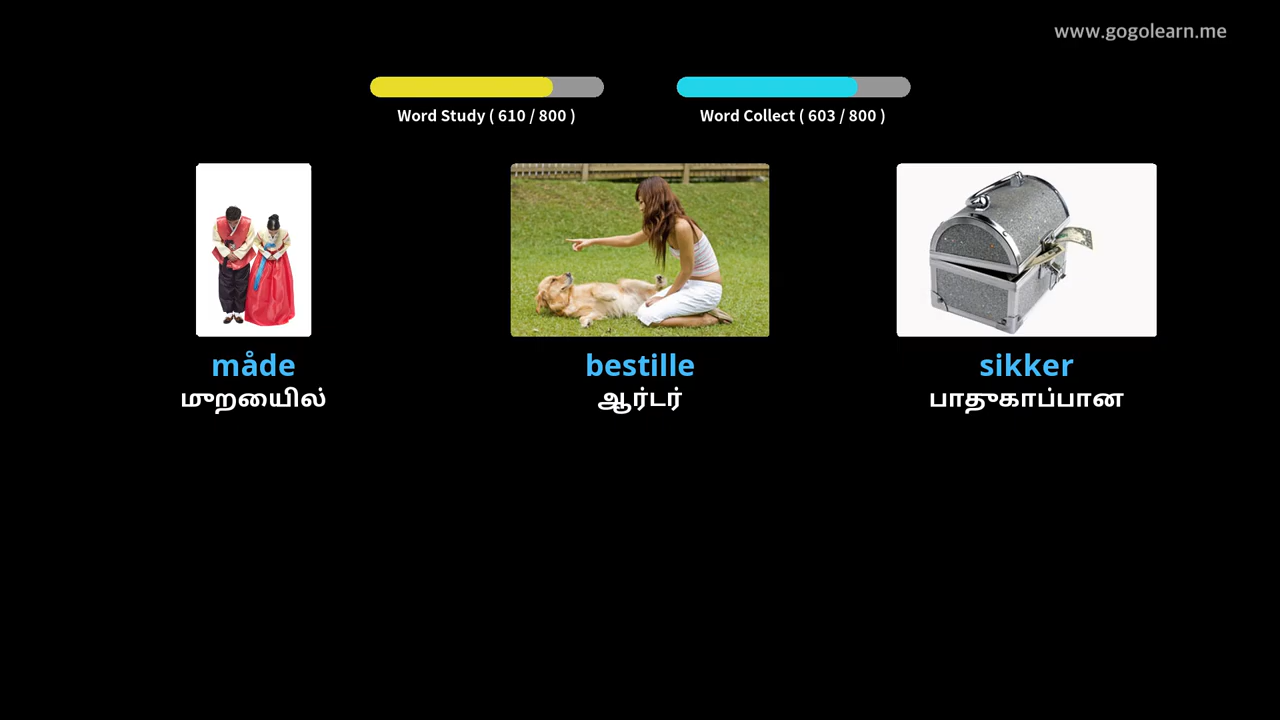 www.gogolearn.me
Word Study ( 610 / 800 )
Word Collect ( 603 / 800 )
måde
bestille
sikker
முறையில்
ஆர்டர்
பாதுகாப்பான